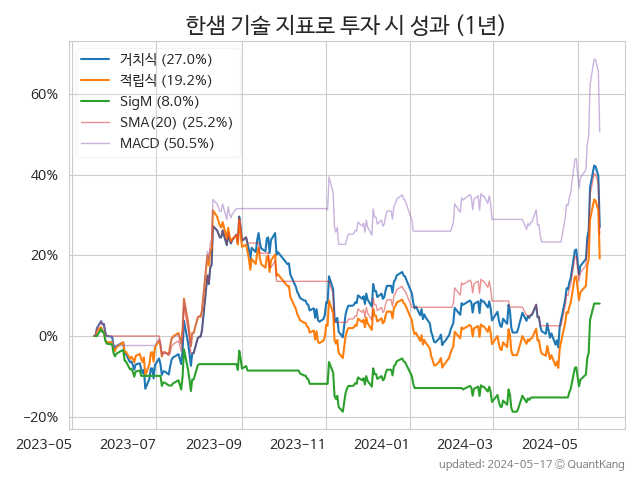 한샘 기술 지표로 투자 시 성과 (1년)
거치식 (27.0%)
적립식 (19.2%)
SigM (8.0%)
SMA(20) (25.2%)
MACD (50.5%)
60%
40%
20%
0%
−20%
2023-05 2023-07 2023-09 2023-11 2024-01 2024-03 2024-05
updated: 2024-05-17 © QuantKang